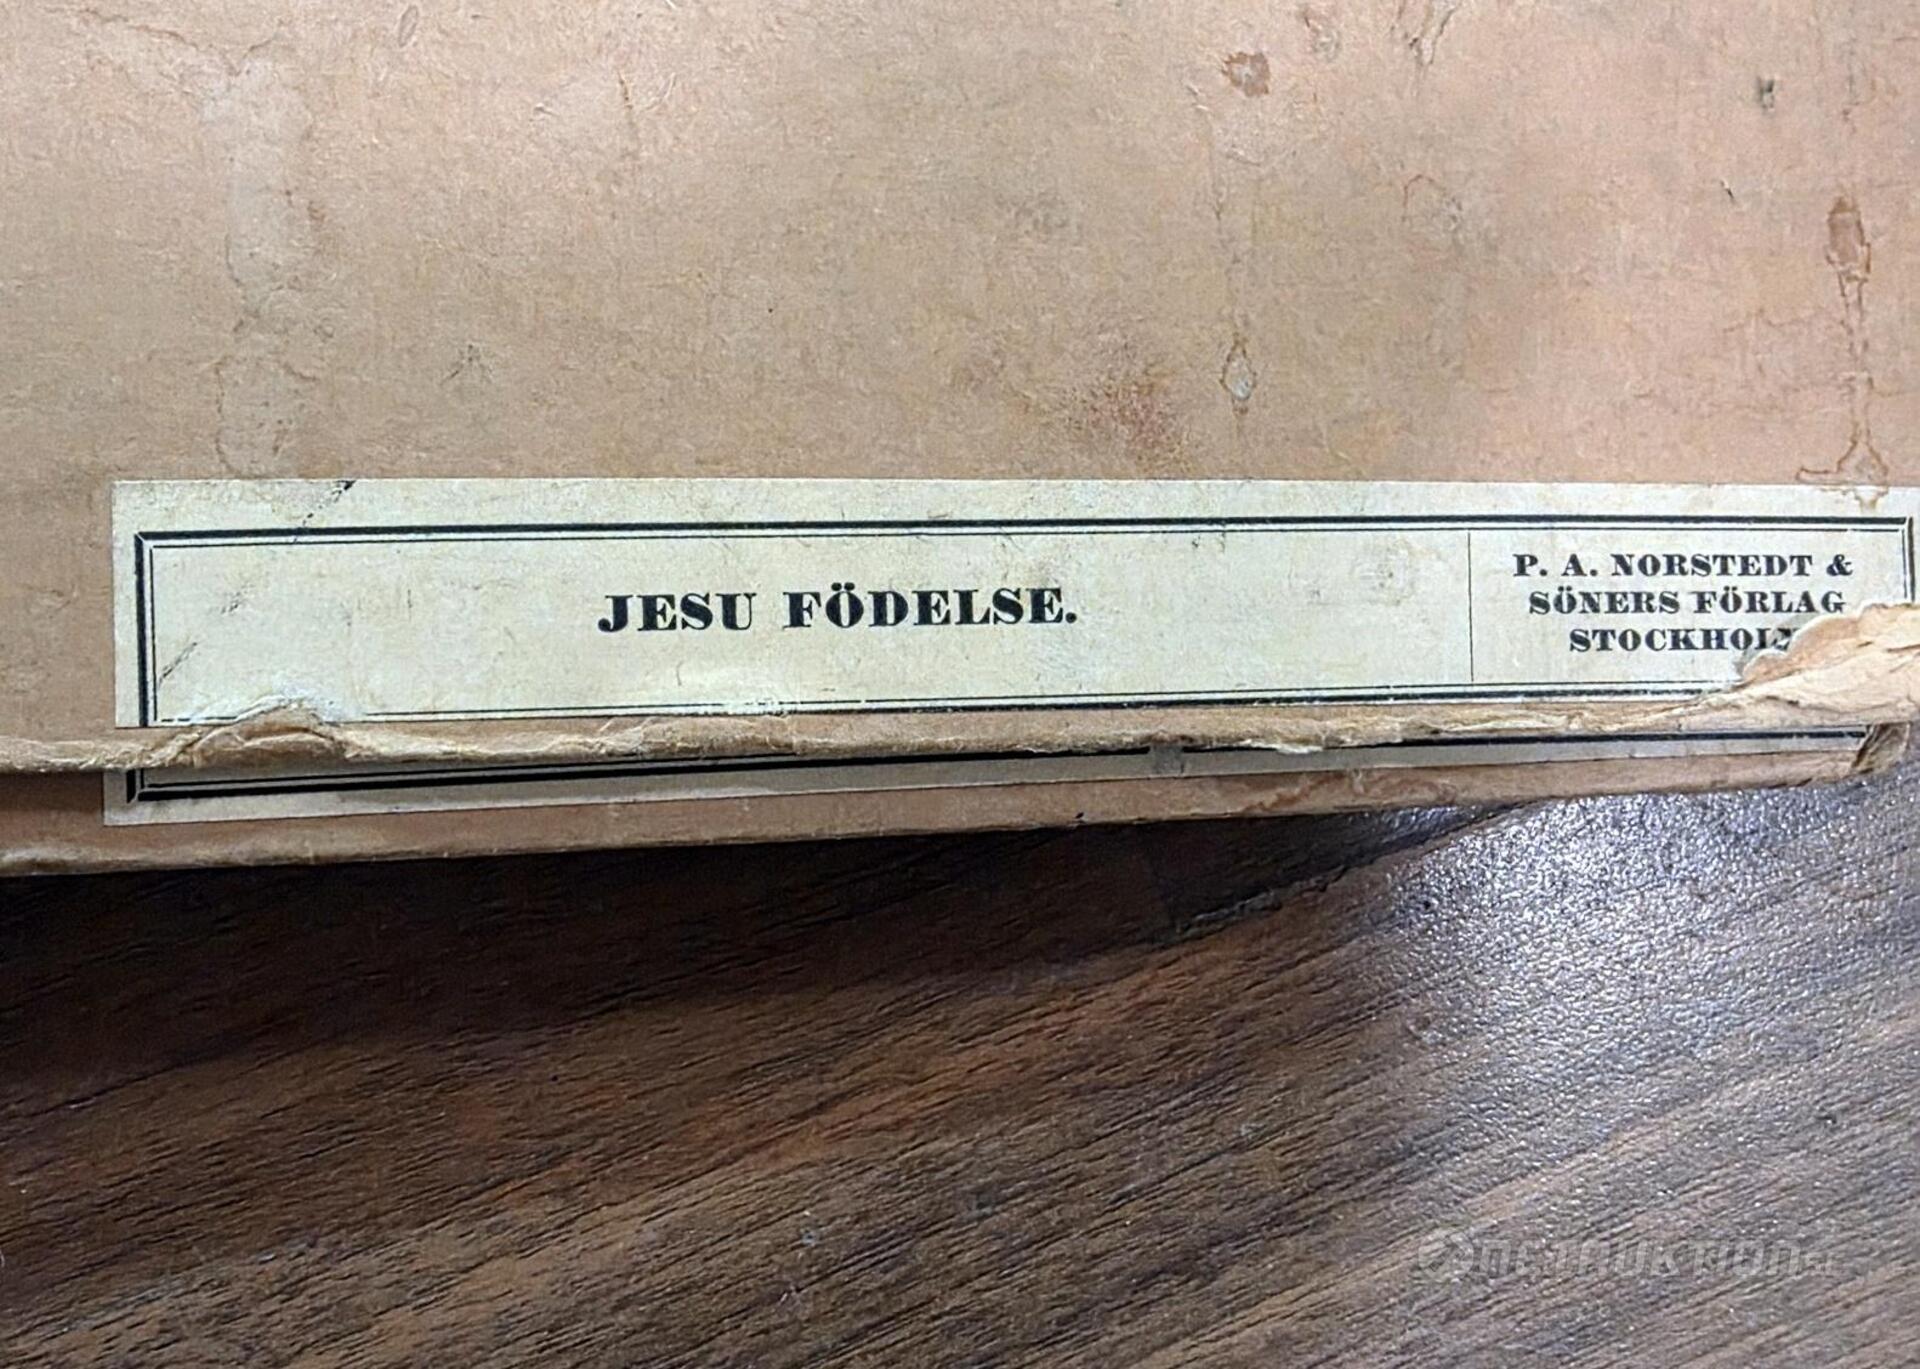 JESU FÖDELSE.
P. A. NORSTEDT &
SÖNERS FÖRLAG